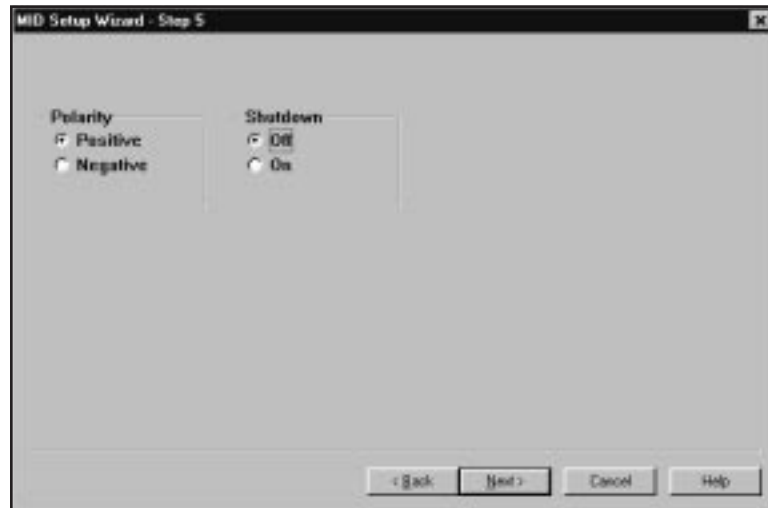 MID Setup Wizard - Step 5
Polarity
Positive
Negative
Shutdown
Off
On
< Back
Next >
Cancel
Help